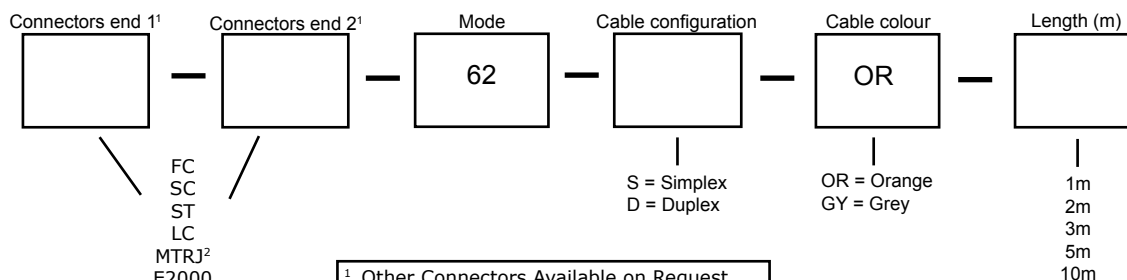 Connectors end 1¹
Connectors end 2¹
Mode
Cable configuration
Cable colour
Length (m)
62
OR
FC
SC
ST
LC
MTRJ²
E2000
S = Simplex
D = Duplex
OR = Orange
GY = Grey
1m
2m
3m
5m
10m
¹ Other Connectors Available on Request